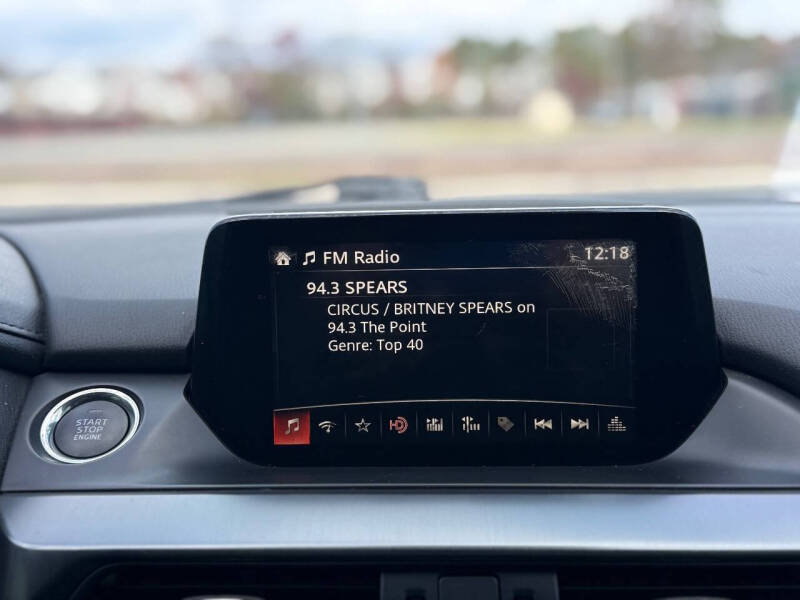 FM Radio 12:18
94.3 SPEARS
CIRCUS / BRITNEY SPEARS on
94.3 The Point
Genre: Top 40
HD
START
STOP
ENGINE